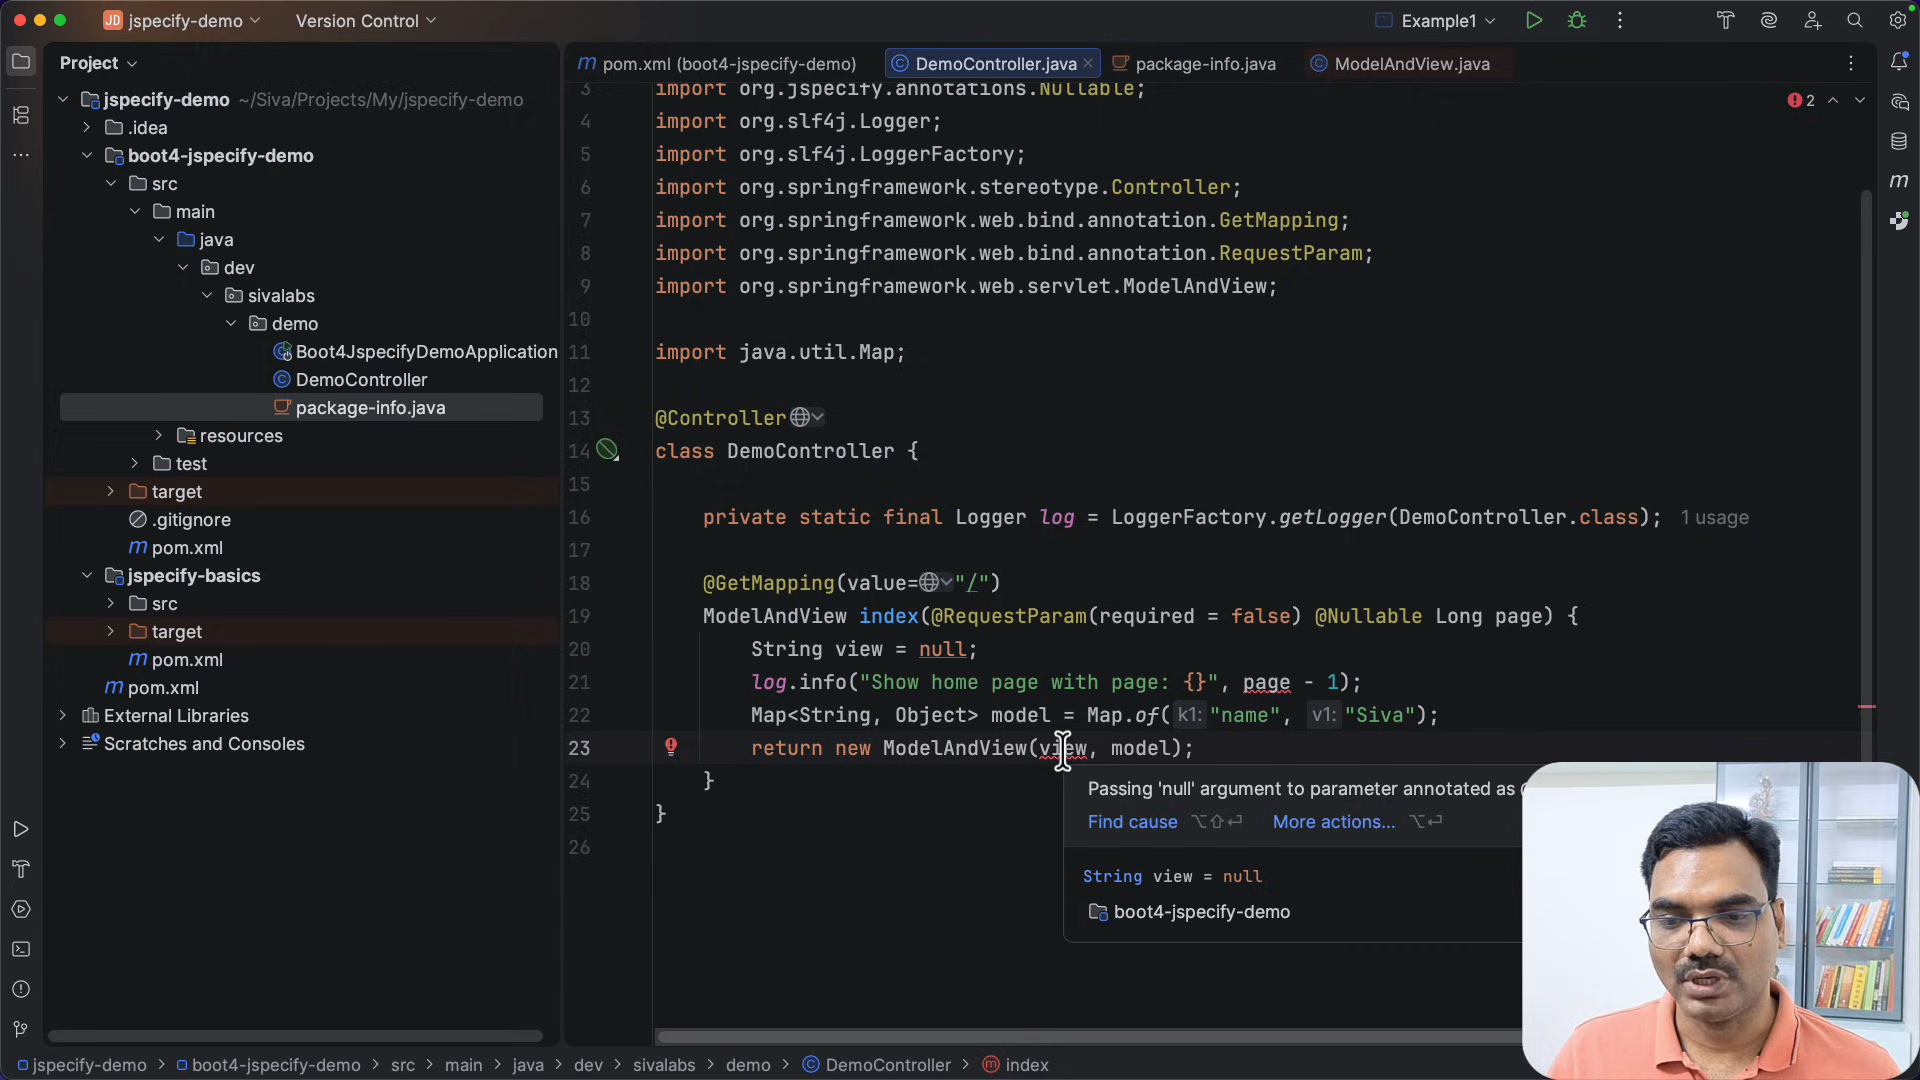 JD jspecify-demo Version Control Example1
Project
pom.xml (boot4-jspecify-demo) DemoController.java package-info.java ModelAndView.java
jspecify-demo ~/Siva/Projects/My/jspecify-demo
.idea
boot4-jspecify-demo
src
main
java
dev
sivalabs
demo
Boot4JspecifyDemoApplication
DemoController
package-info.java
resources
test
target
.gitignore
pom.xml
jspecify-basics
src
target
pom.xml
pom.xml
External Libraries
Scratches and Consoles
2
3 import org.jspecify.annotations.Nullable;
4 import org.slf4j.Logger;
5 import org.slf4j.LoggerFactory;
6 import org.springframework.stereotype.Controller;
7 import org.springframework.web.bind.annotation.GetMapping;
8 import org.springframework.web.bind.annotation.RequestParam;
9 import org.springframework.web.servlet.ModelAndView;
10
11 import java.util.Map;
12
13 @Controller
14 class DemoController {
15
16 private static final Logger log = LoggerFactory.getLogger(DemoController.class); 1 usage
17
18 @GetMapping(value="/")
19 ModelAndView index(@RequestParam(required = false) @Nullable Long page) {
20 String view = null;
21 log.info("Show home page with page: {}", page - 1);
22 Map<String, Object> model = Map.of( k1: "name", v1: "Siva");
23 return new ModelAndView(view, model);
24 }
25 }
26
Passing 'null' argument to parameter annotated as
Find cause ⌥⇧⏎ More actions... ⌥⏎
String view = null
boot4-jspecify-demo
jspecify-demo > boot4-jspecify-demo > src > main > java > dev > sivalabs > demo > DemoController > index